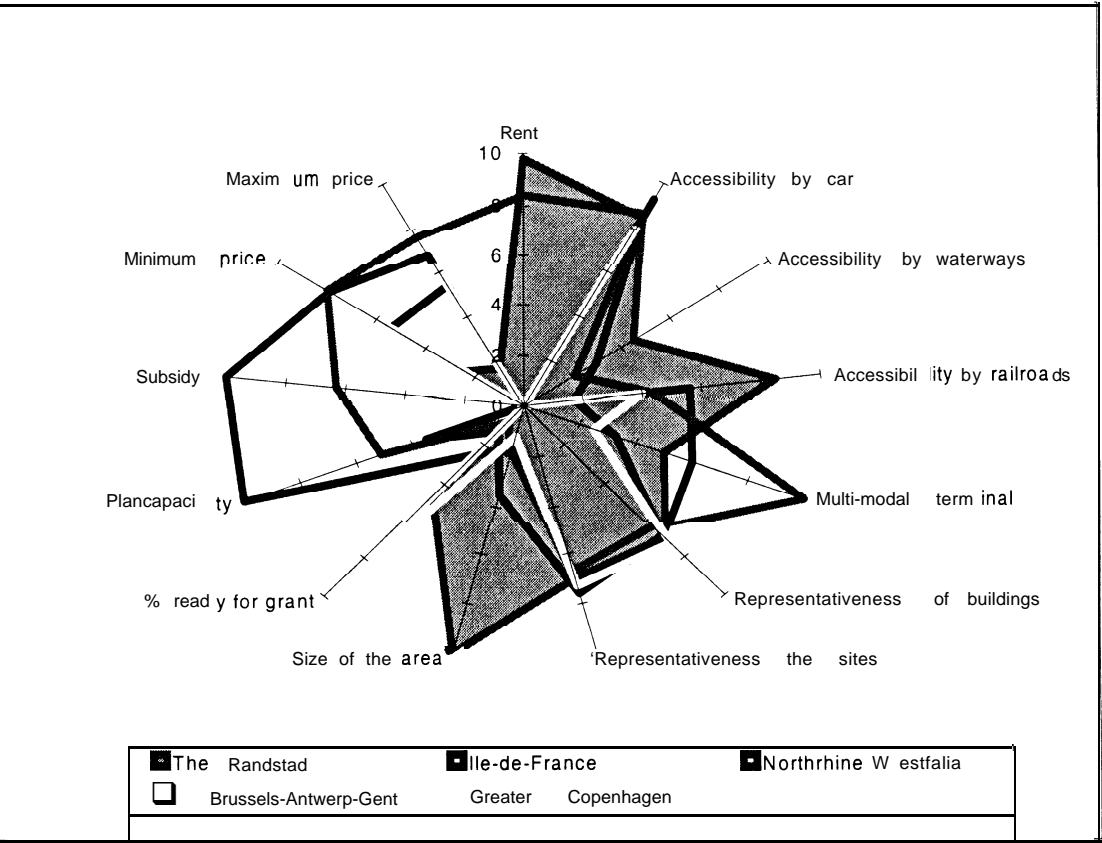 Rent
10
Maxim um price
Accessibility by car
8
Minimum price
6
Accessibility by waterways
4
Subsidy
2
Accessibil ity by railroads
0
Plancapaci ty
Multi-modal term inal
% read y for grant
Representativeness of buildings
Size of the area
'Representativeness the sites
The Randstad
Ile-de-France
Northrhine W estfalia
Brussels-Antwerp-Gent
Greater Copenhagen